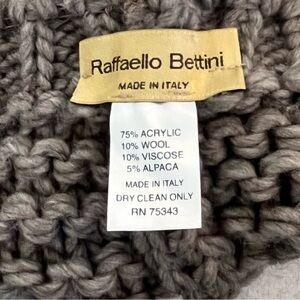 Raffaello Bettini
MADE IN ITALY
75% ACRYLIC
10% WOOL
10% VISCOSE
5% ALPACA
MADE IN ITALY
DRY CLEAN ONLY
RN 75343